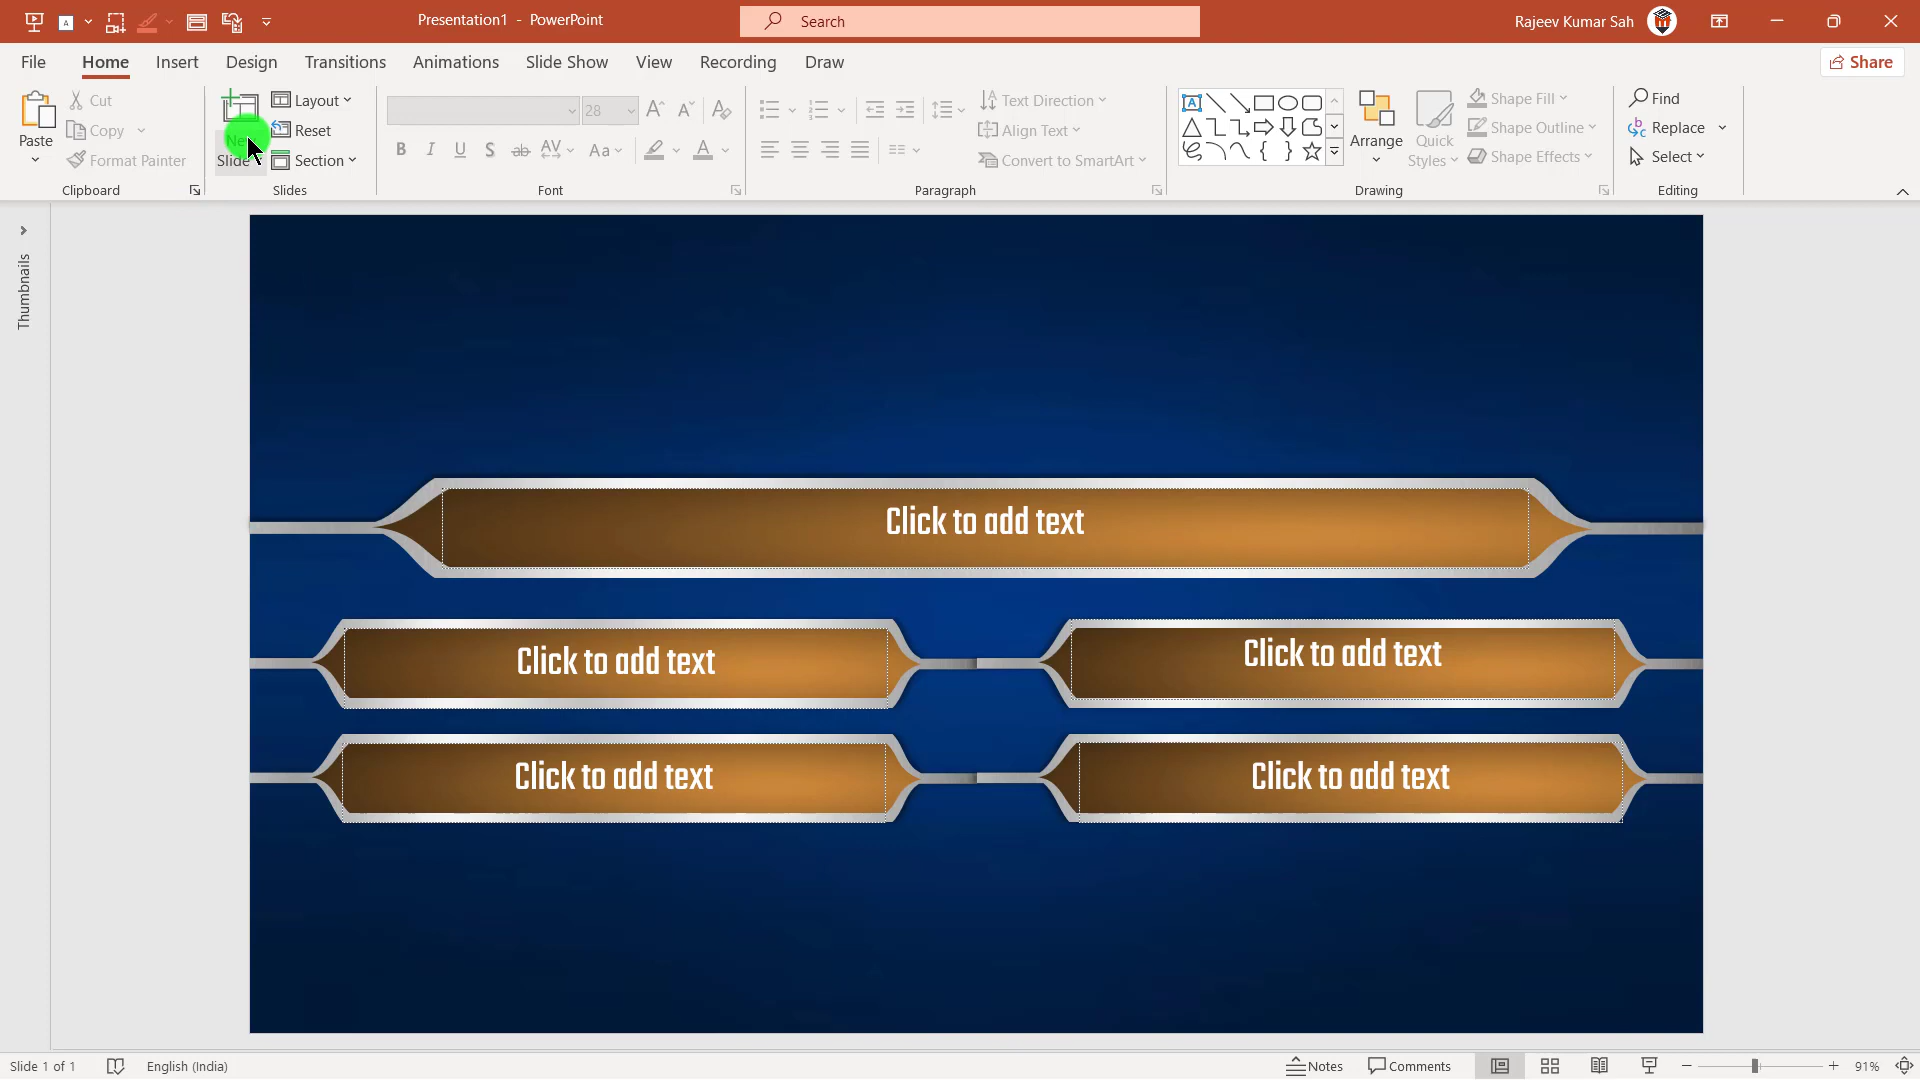 Presentation1 - PowerPoint
Search
Rajeev Kumar Sah
File Home Insert Design Transitions Animations Slide Show View Recording Draw
Share
Paste
Cut
Copy
Format Painter
Clipboard
New
Slide
Layout
Reset
Section
Slides
28
B I U S ab AV Aa A
Font
Text Direction
Align Text
Convert to SmartArt
Paragraph
Arrange
Quick
Styles
Shape Fill
Shape Outline
Shape Effects
Drawing
Find
Replace
Select
Editing
Thumbnails
Click to add text
Click to add text
Click to add text
Click to add text
Click to add text
Slide 1 of 1
English (India)
Notes
Comments
91%